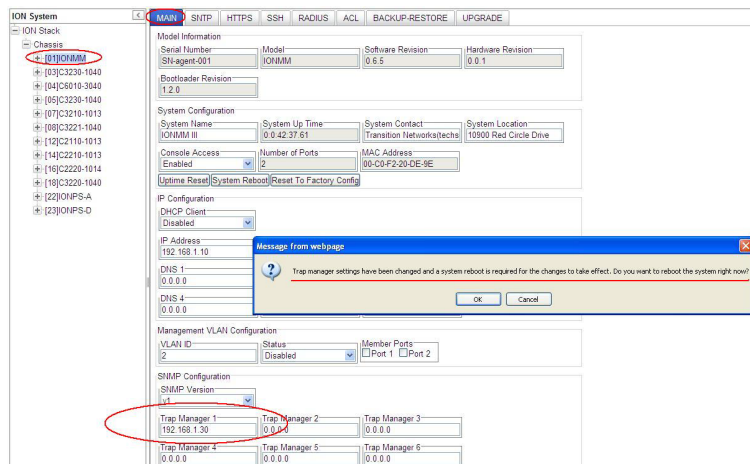 ION System
MAIN SNTP HTTPS SSH RADIUS ACL BACKUP-RESTORE UPGRADE
ION Stack
Chassis
[01]IONMM
[03]C3230-1040
[04]C6010-3040
[05]C3230-1040
[07]C3210-1013
[08]C3221-1040
[12]C2110-1013
[14]C2210-1013
[16]C2220-1014
[18]C3220-1040
[22]IONPS-A
[23]IONPS-D
Model Information
Serial Number Model Software Revision Hardware Revision
SN-agent-001 IONMM 0.6.5 0.0.1
Bootloader Revision
1.2.0
System Configuration
System Name System Up Time System Contact System Location
IONMM III 0:0:42:37.61 Transition Networks(techs 10900 Red Circle Drive
Console Access Number of Ports MAC Address
Enabled 2 00-C0-F2-20-DE-9E
Uptime Reset System Reboot Reset To Factory Config
IP Configuration
DHCP Client
Disabled
IP Address
192.168.1.10
DNS 1
0.0.0.0
DNS 4
0.0.0.0
Message from webpage
Trap manager settings have been changed and a system reboot is required for the changes to take effect. Do you want to reboot the system right now?
OK Cancel
Management VLAN Configuration
VLAN ID Status Member Ports
2 Disabled Port 1 Port 2
SNMP Configuration
SNMP Version
v1
Trap Manager 1 Trap Manager 2 Trap Manager 3
192.168.1.30 0.0.0.0 0.0.0.0
Trap Manager 4 Trap Manager 5 Trap Manager 6
0.0.0.0 0.0.0.0 0.0.0.0